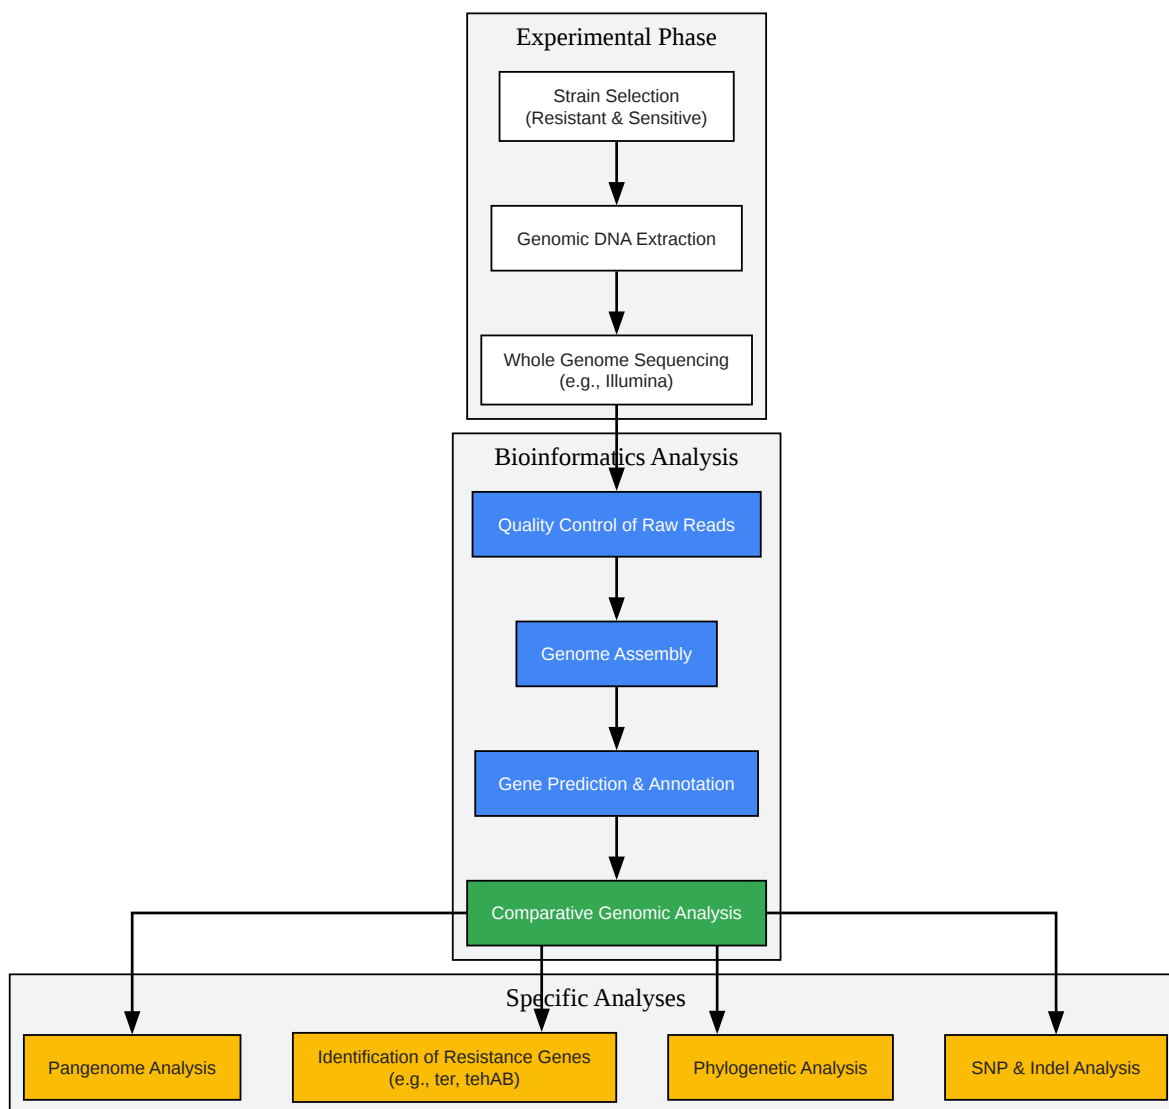 Experimental Phase
Strain Selection
(Resistant & Sensitive)
Genomic DNA Extraction
Whole Genome Sequencing
(e.g., Illumina)
Bioinformatics Analysis
Quality Control of Raw Reads
Genome Assembly
Gene Prediction & Annotation
Comparative Genomic Analysis
Specific Analyses
Pangenome Analysis
Identification of Resistance Genes
(e.g., ter, tehAB)
Phylogenetic Analysis
SNP & Indel Analysis